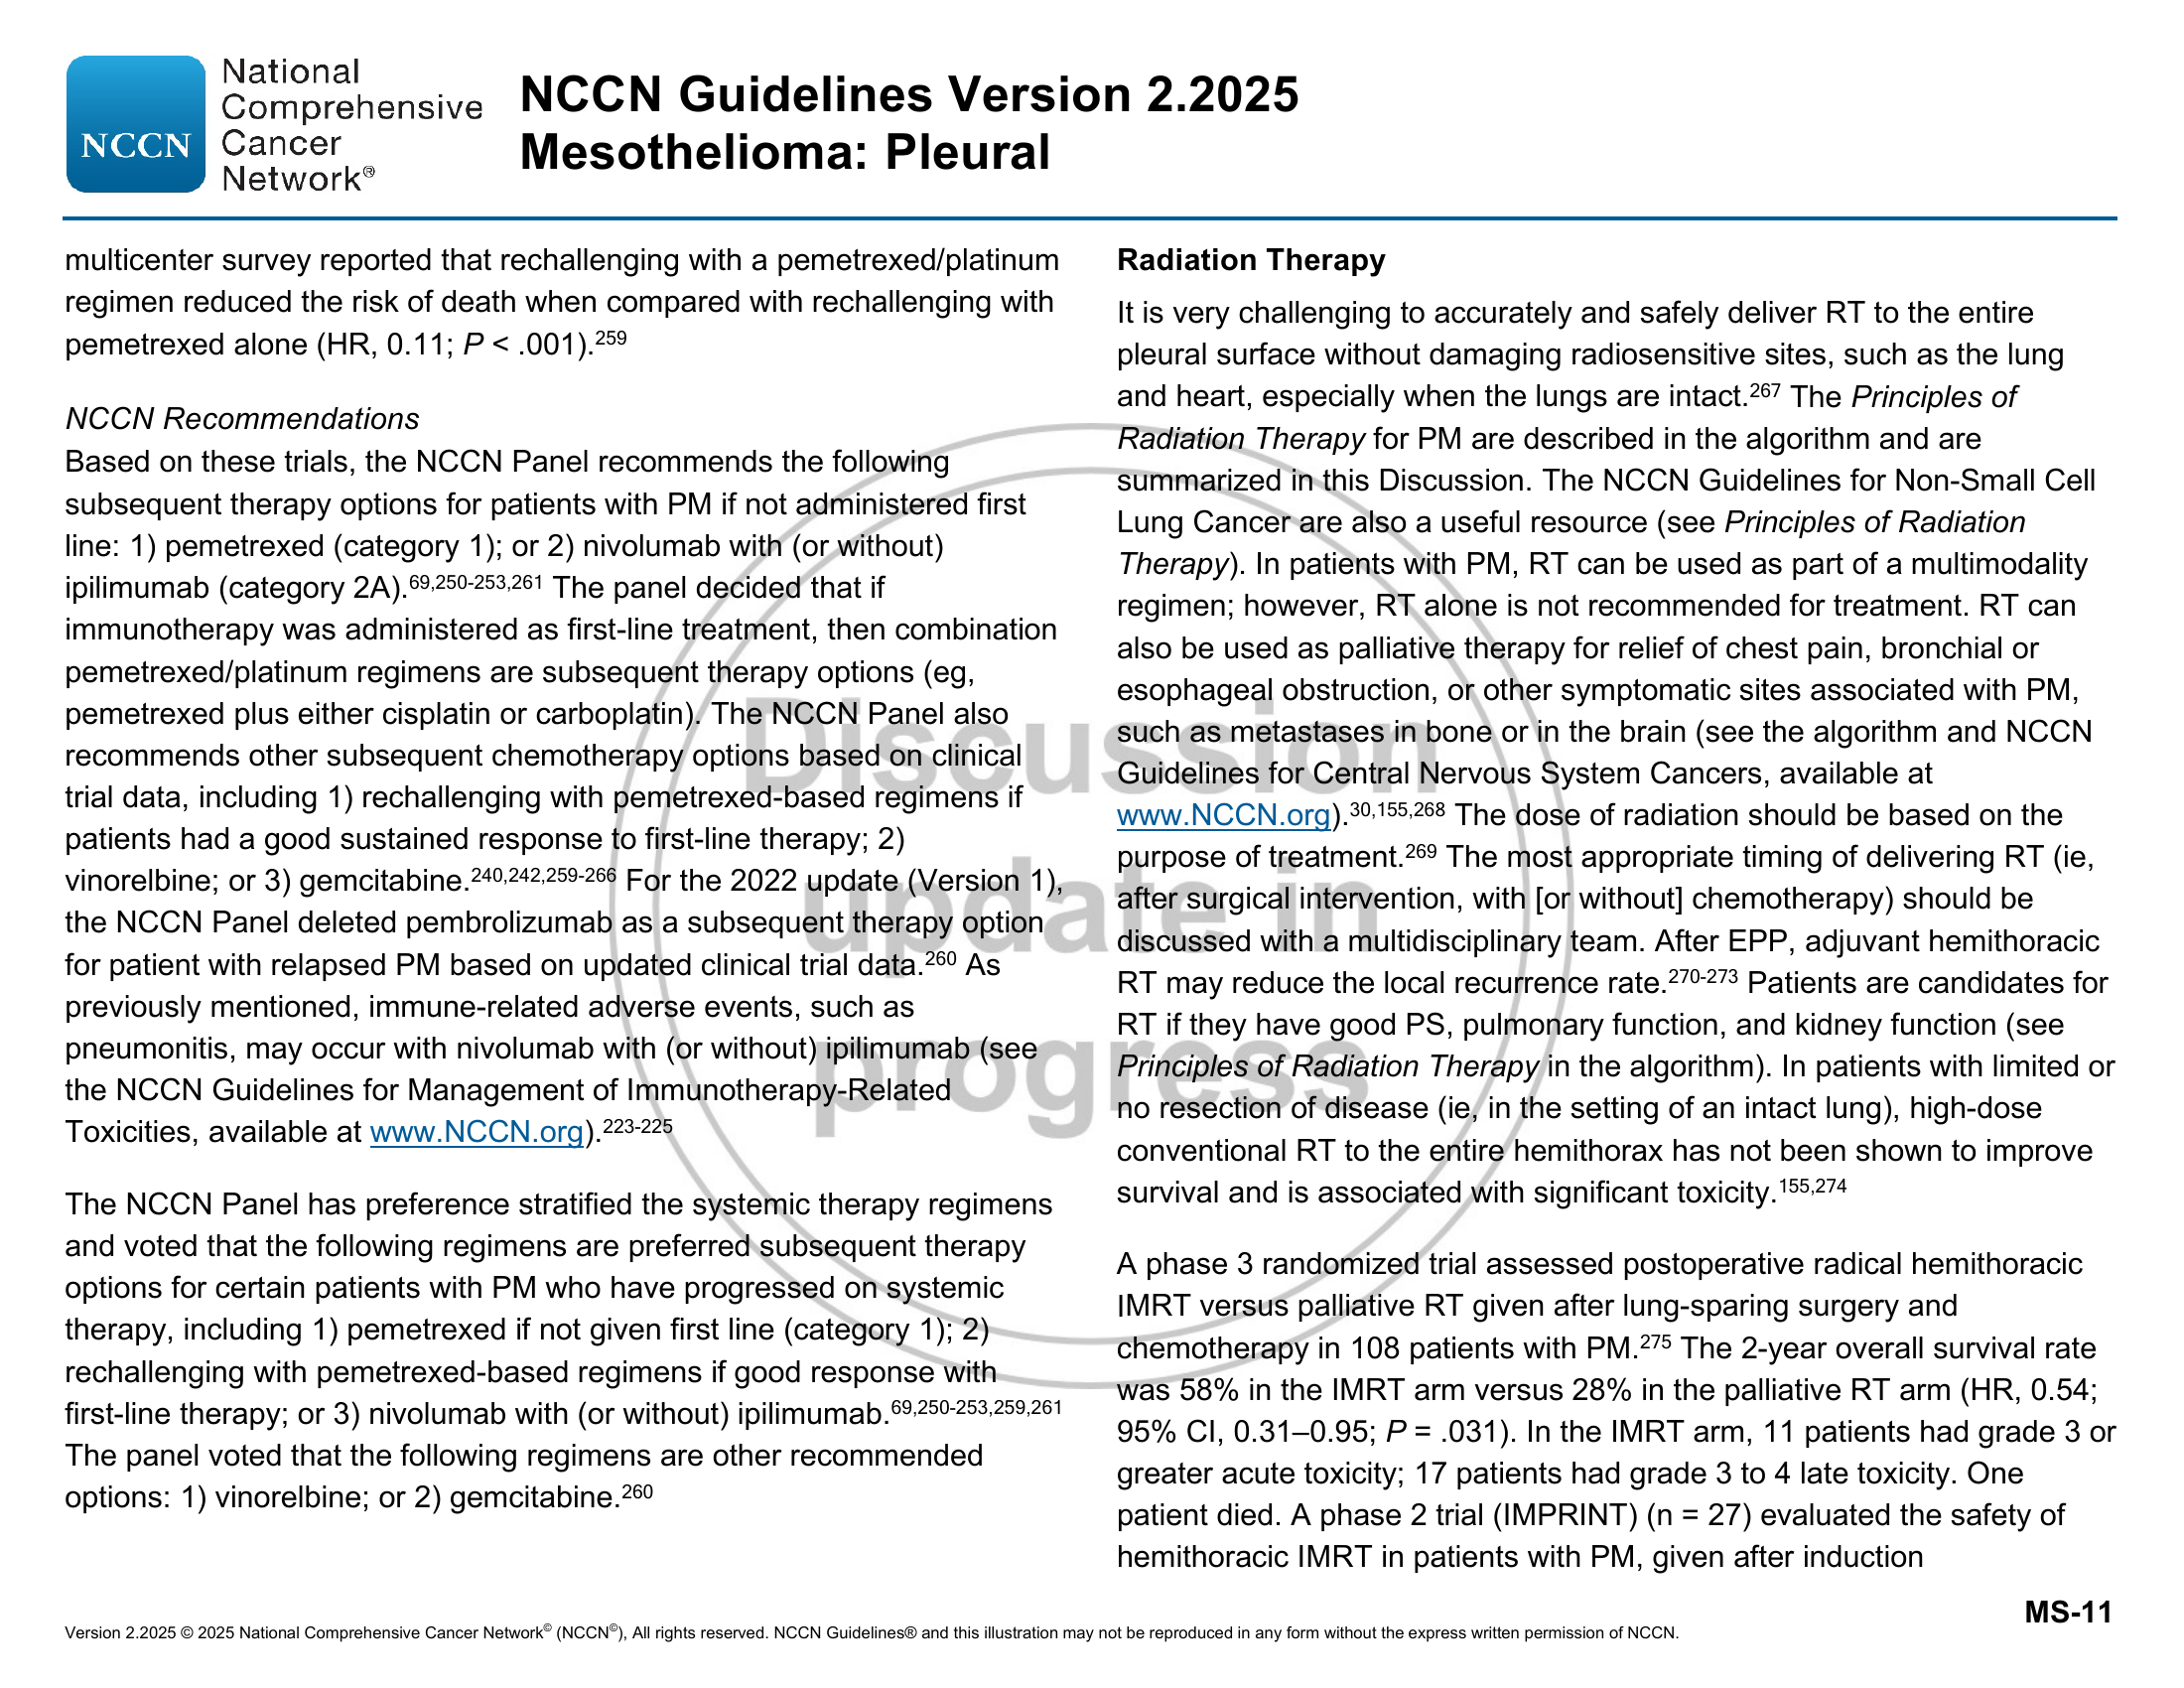 NCCN
National
Comprehensive
Cancer
Network®
NCCN Guidelines Version 2.2025
Mesothelioma: Pleural
multicenter survey reported that rechallenging with a pemetrexed/platinum
regimen reduced the risk of death when compared with rechallenging with
pemetrexed alone (HR, 0.11; P < .001).259
NCCN Recommendations
Based on these trials, the NCCN Panel recommends the following
subsequent therapy options for patients with PM if not administered first
line: 1) pemetrexed (category 1); or 2) nivolumab with (or without)
ipilimumab (category 2A).69,250-253,261 The panel decided that if
immunotherapy was administered as first-line treatment, then combination
pemetrexed/platinum regimens are subsequent therapy options (eg,
pemetrexed plus either cisplatin or carboplatin). The NCCN Panel also
recommends other subsequent chemotherapy options based on clinical
trial data, including 1) rechallenging with pemetrexed-based regimens if
patients had a good sustained response to first-line therapy; 2)
vinorelbine; or 3) gemcitabine.240,242,259-266 For the 2022 update (Version 1),
the NCCN Panel deleted pembrolizumab as a subsequent therapy option
for patient with relapsed PM based on updated clinical trial data.260 As
previously mentioned, immune-related adverse events, such as
pneumonitis, may occur with nivolumab with (or without) ipilimumab (see
the NCCN Guidelines for Management of Immunotherapy-Related
Toxicities, available at www.NCCN.org).223-225
The NCCN Panel has preference stratified the systemic therapy regimens
and voted that the following regimens are preferred subsequent therapy
options for certain patients with PM who have progressed on systemic
therapy, including 1) pemetrexed if not given first line (category 1); 2)
rechallenging with pemetrexed-based regimens if good response with
first-line therapy; or 3) nivolumab with (or without) ipilimumab.69,250-253,259,261
The panel voted that the following regimens are other recommended
options: 1) vinorelbine; or 2) gemcitabine.260
Radiation Therapy
It is very challenging to accurately and safely deliver RT to the entire
pleural surface without damaging radiosensitive sites, such as the lung
and heart, especially when the lungs are intact.267 The Principles of
Radiation Therapy for PM are described in the algorithm and are
summarized in this Discussion. The NCCN Guidelines for Non-Small Cell
Lung Cancer are also a useful resource (see Principles of Radiation
Therapy). In patients with PM, RT can be used as part of a multimodality
regimen; however, RT alone is not recommended for treatment. RT can
also be used as palliative therapy for relief of chest pain, bronchial or
esophageal obstruction, or other symptomatic sites associated with PM,
such as metastases in bone or in the brain (see the algorithm and NCCN
Guidelines for Central Nervous System Cancers, available at
www.NCCN.org).30,155,268 The dose of radiation should be based on the
purpose of treatment.269 The most appropriate timing of delivering RT (ie,
after surgical intervention, with [or without] chemotherapy) should be
discussed with a multidisciplinary team. After EPP, adjuvant hemithoracic
RT may reduce the local recurrence rate.270-273 Patients are candidates for
RT if they have good PS, pulmonary function, and kidney function (see
Principles of Radiation Therapy in the algorithm). In patients with limited or
no resection of disease (ie, in the setting of an intact lung), high-dose
conventional RT to the entire hemithorax has not been shown to improve
survival and is associated with significant toxicity.155,274
A phase 3 randomized trial assessed postoperative radical hemithoracic
IMRT versus palliative RT given after lung-sparing surgery and
chemotherapy in 108 patients with PM.275 The 2-year overall survival rate
was 58% in the IMRT arm versus 28% in the palliative RT arm (HR, 0.54;
95% CI, 0.31–0.95; P = .031). In the IMRT arm, 11 patients had grade 3 or
greater acute toxicity; 17 patients had grade 3 to 4 late toxicity. One
patient died. A phase 2 trial (IMPRINT) (n = 27) evaluated the safety of
hemithoracic IMRT in patients with PM, given after induction
Discussion
update in
progress
MS-11
Version 2.2025 © 2025 National Comprehensive Cancer Network© (NCCN©), All rights reserved. NCCN Guidelines® and this illustration may not be reproduced in any form without the express written permission of NCCN.